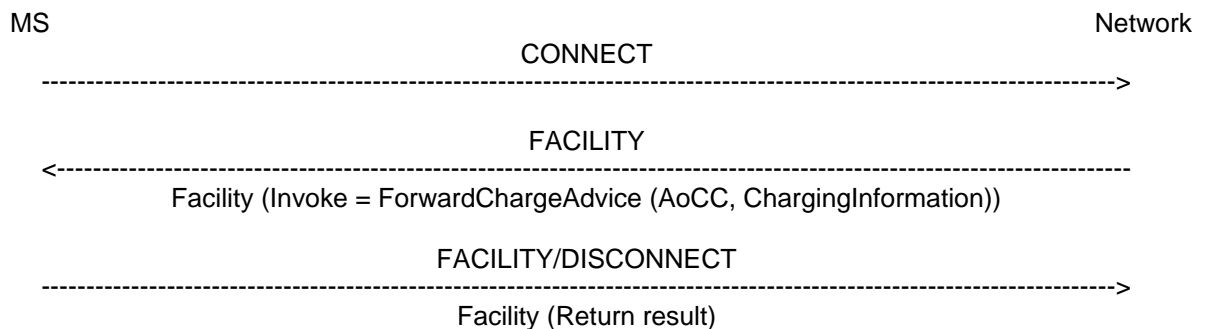 MS Network
CONNECT
------------------------------------------------------------------------------------------------------------------------>
FACILITY
<------------------------------------------------------------------------------------------------------------------------
Facility (Invoke = ForwardChargeAdvice (AoCC, ChargingInformation))
FACILITY/DISCONNECT
------------------------------------------------------------------------------------------------------------------------>
Facility (Return result)